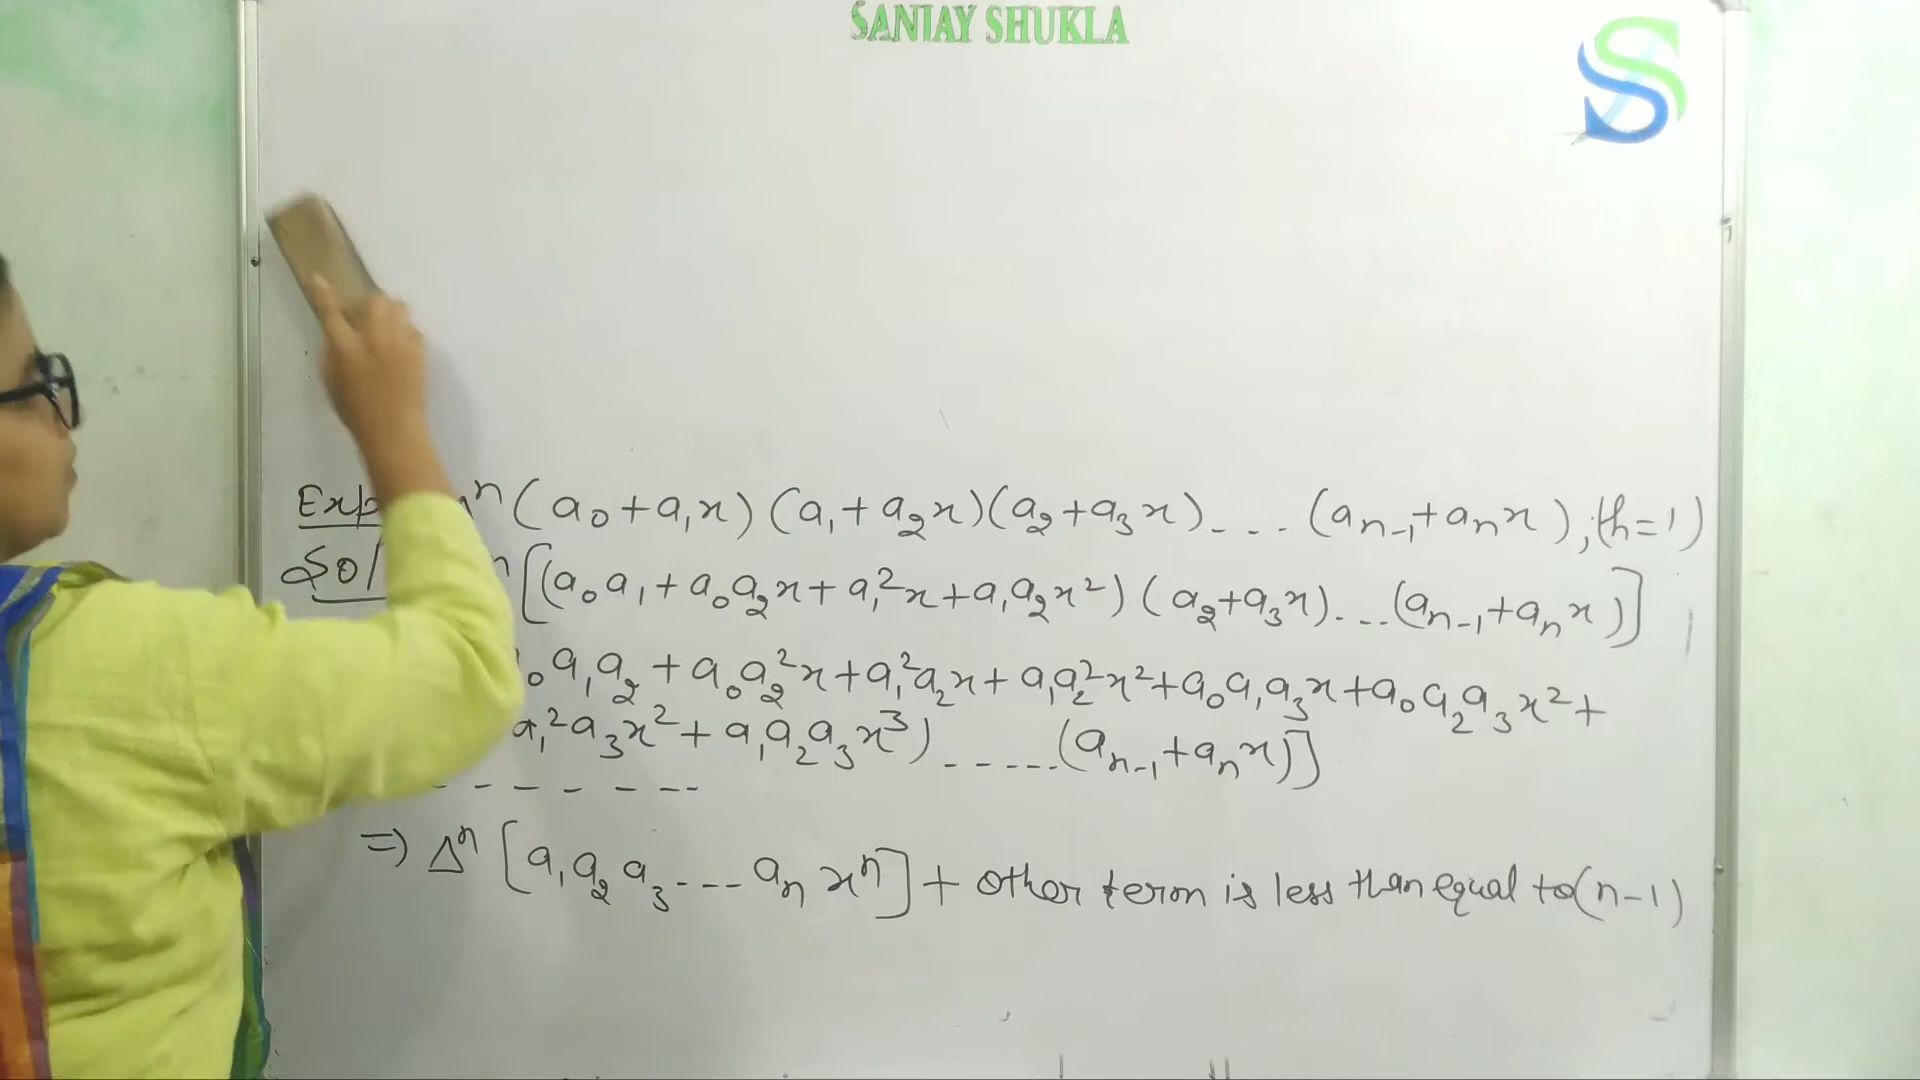 SANJAY SHUKLA
Exp ⁿ(a₀+a₁x)(a₁+a₂x)(a₂+a₃x)---(aₙ₋₁+aₙx),(h=1)
Sol [(a₀a₁+a₀a₂x+a₁²x+a₁a₂x²)(a₂+a₃x)---(aₙ₋₁+aₙx)]
₀a₁a₂+a₀a₂²x+a₁²a₂x+a₁a₂²x²+a₀a₁a₃x+a₀a₂a₃x²+
a₁²a₃x²+a₁a₂a₃x³)-----(aₙ₋₁+aₙx)]
- - - - - --
⇒ Δⁿ[a₁a₂a₃---aₙxⁿ]+ other term is less than equal to(n-1)